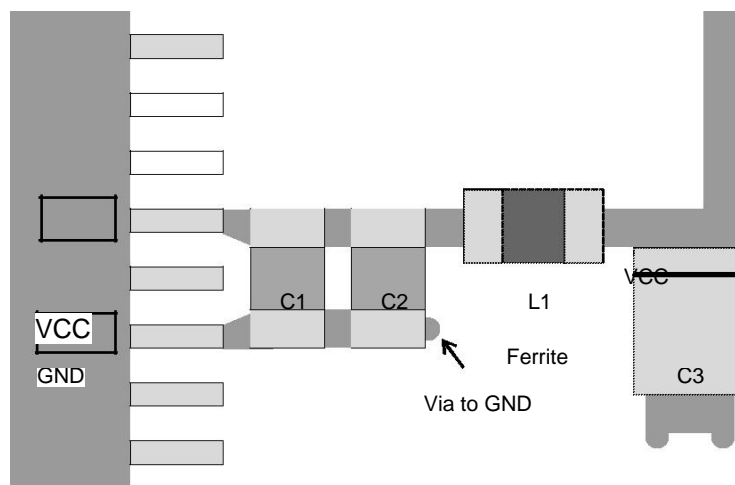 VCC
C1
C2
L1
VCC
GND
Ferrite
C3
Via to GND